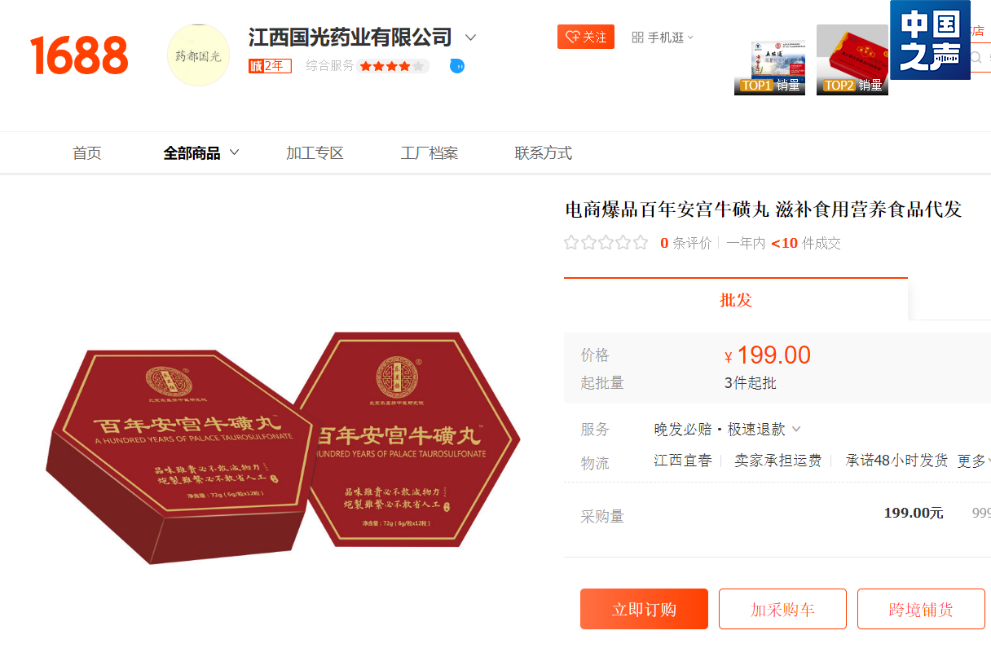 1688
药都国光
江西国光药业有限公司
诚 2年 综合服务
关注
手机逛
TOP1 销量
TOP2 销量
中国
之声
店
首页 全部商品 加工专区 工厂档案 联系方式
电商爆品百年安宫牛磺丸 滋补食用营养食品代发
0 条评价 一年内 <10 件成交
批发
价格 ¥ 199.00
起批量 3件起批
服务 晚发必赔 · 极速退款
物流 江西宜春 卖家承担运费 承诺48小时发货 更多
采购量 199.00元 999
立即订购 加采购车 跨境铺货
百年安宫牛磺丸
A HUNDRED YEARS OF PALACE TAUROSULFONATE
品味虽贵必不敢减物力
炮制虽繁必不敢省人工
净含量：72g（6g/粒x12粒）
百年安宫牛磺丸
HUNDRED YEARS OF PALACE TAUROSULFONATE
品味虽贵必不敢减物力
炮制虽繁必不敢省人工
净含量：72g（6g/粒x12粒）